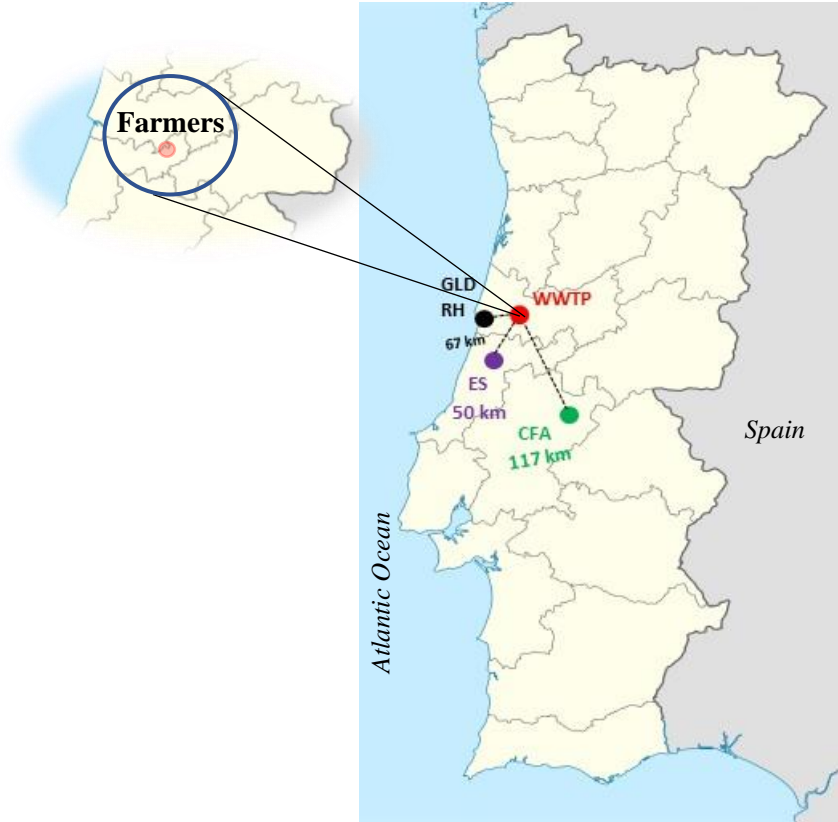 Farmers
GLD
RH
WWTP
67 km
ES
50 km
CFA
117 km
Spain
Atlantic Ocean